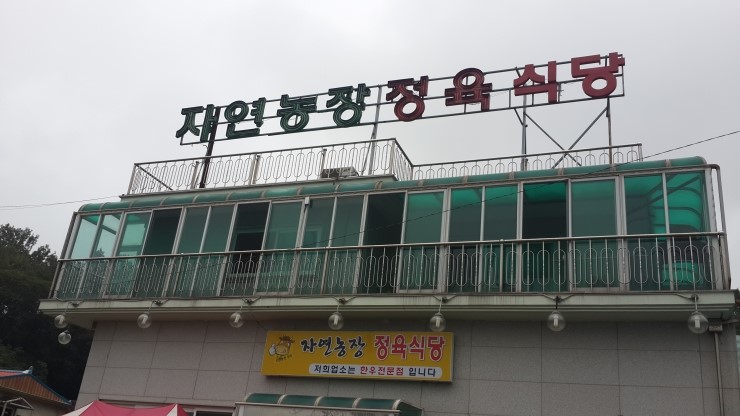 자연농장 정육 식당
자연농장 정육식당
저희업소는 한우전문점 입니다